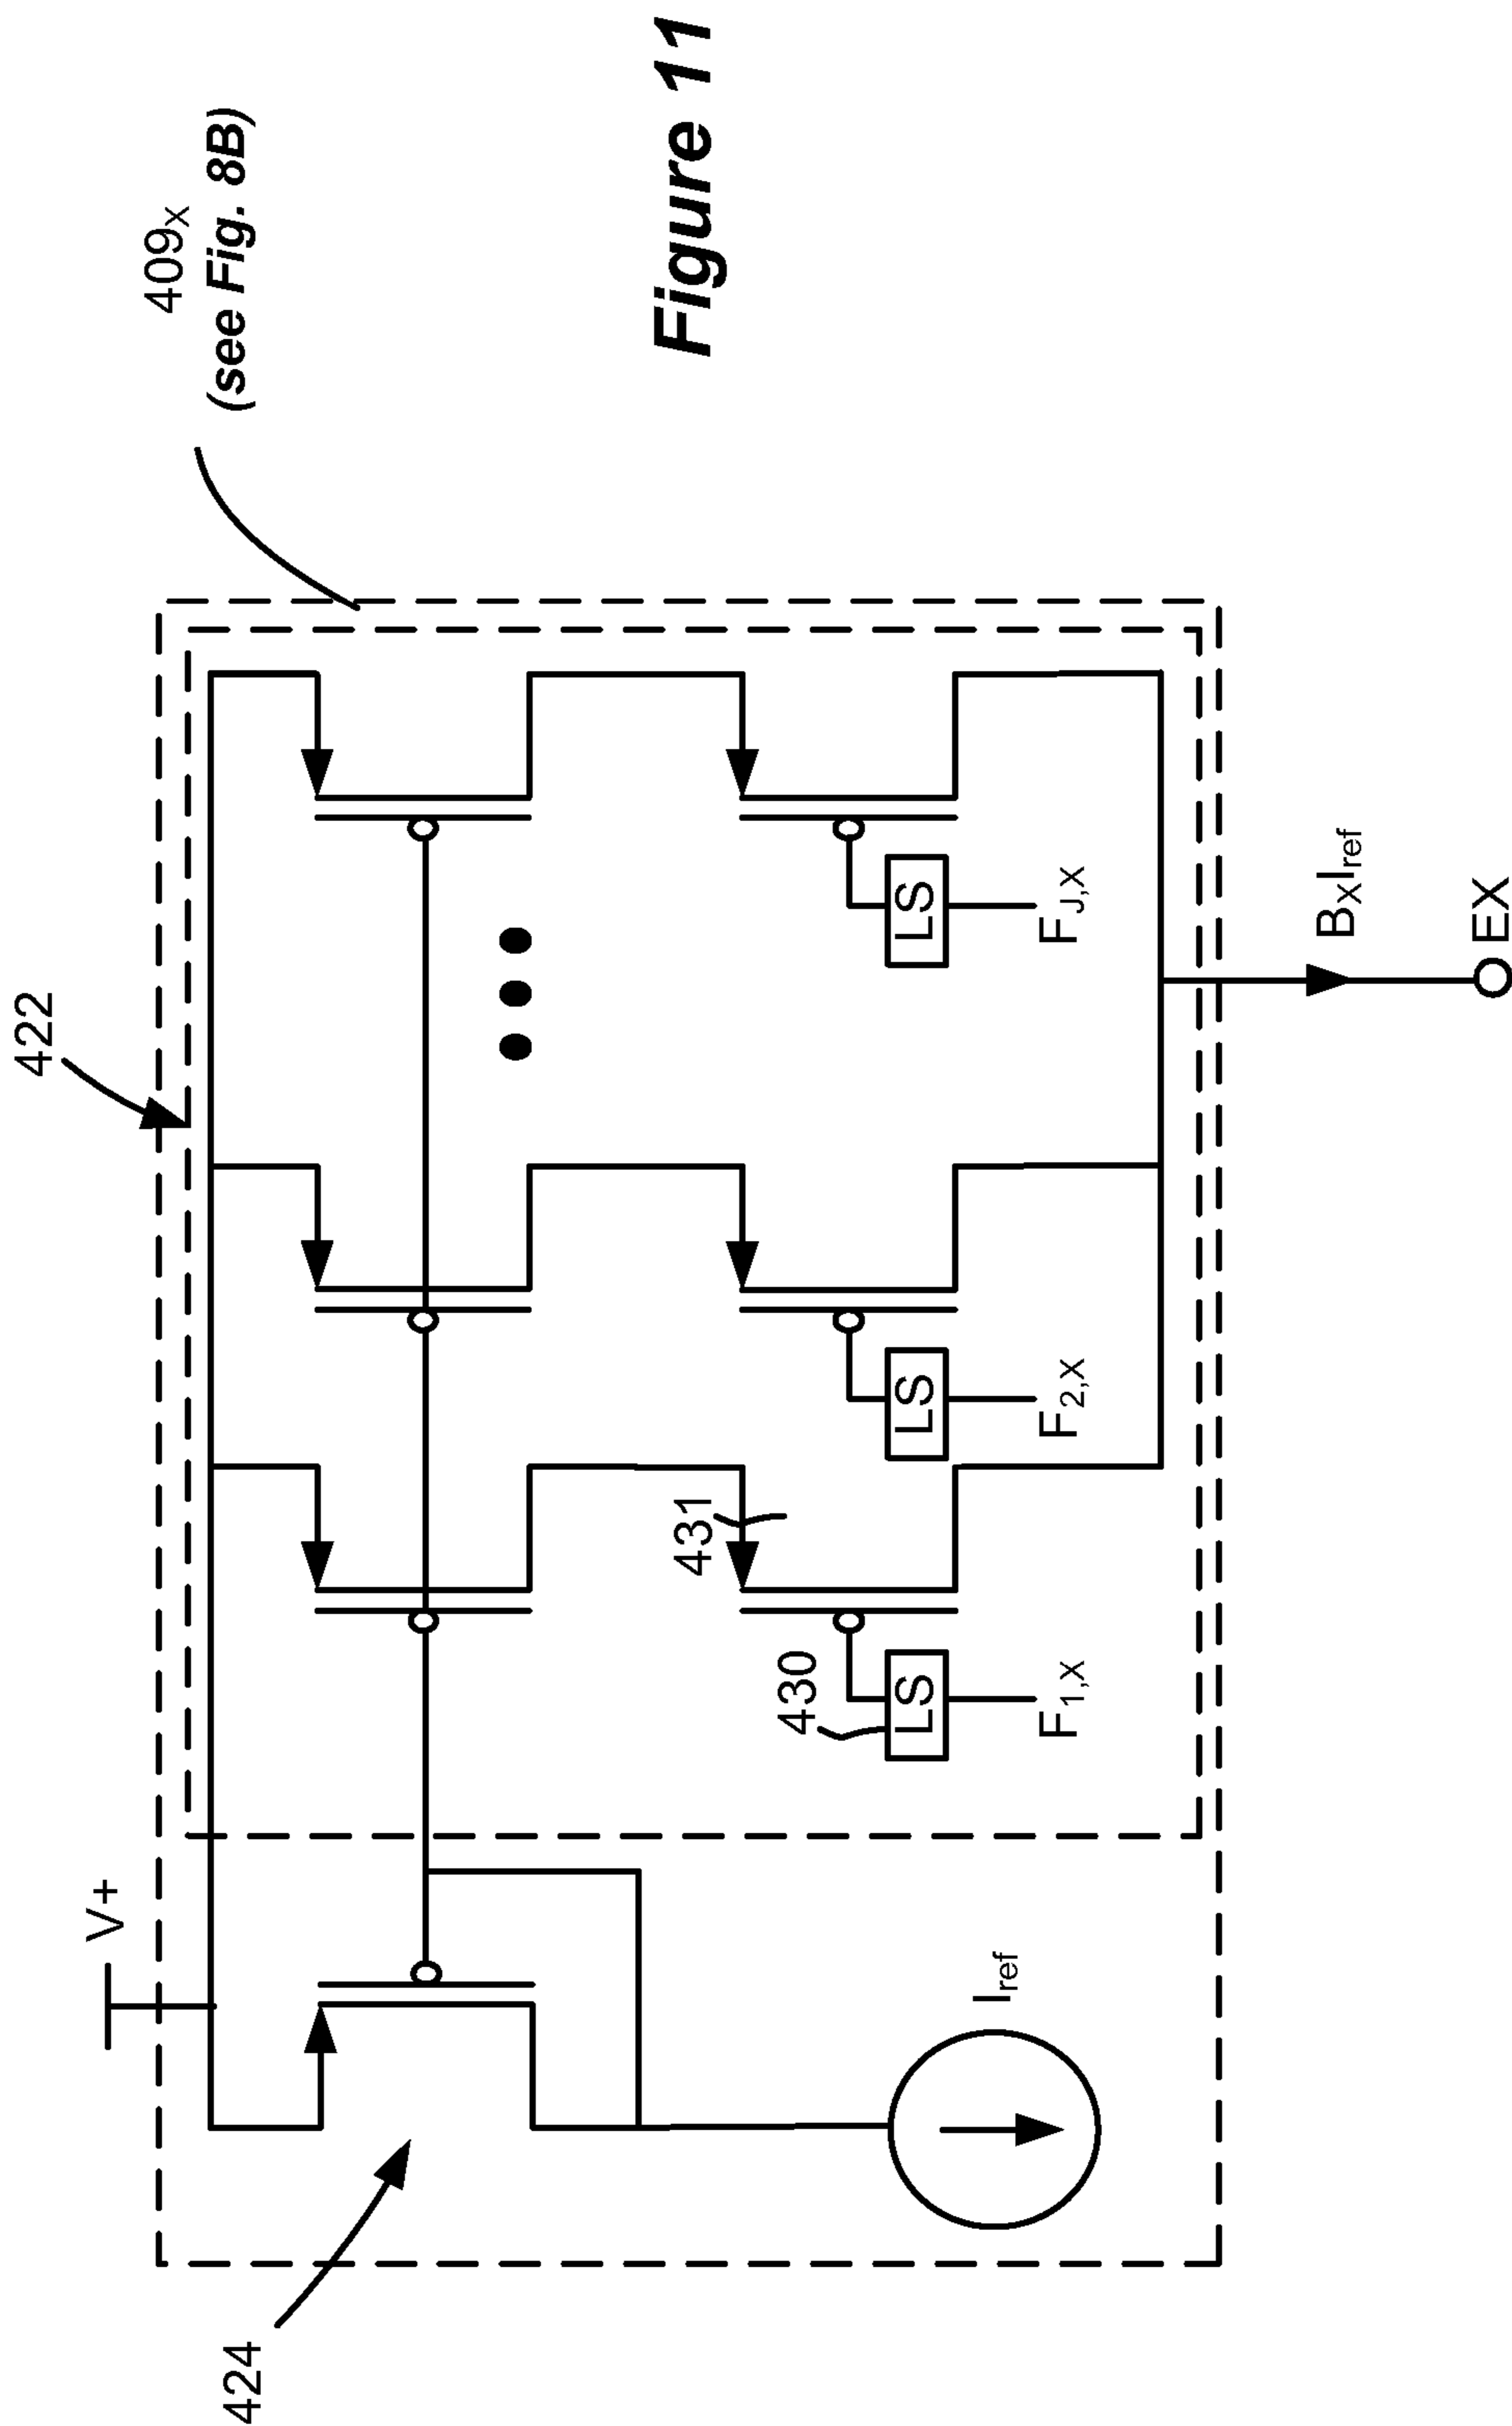 422
409X
(see Fig. 8B)
V+
424
431
430
LS
LS
LS
F1,X
F2,X
FJ,X
Iref
BXIref
EX
Figure 11